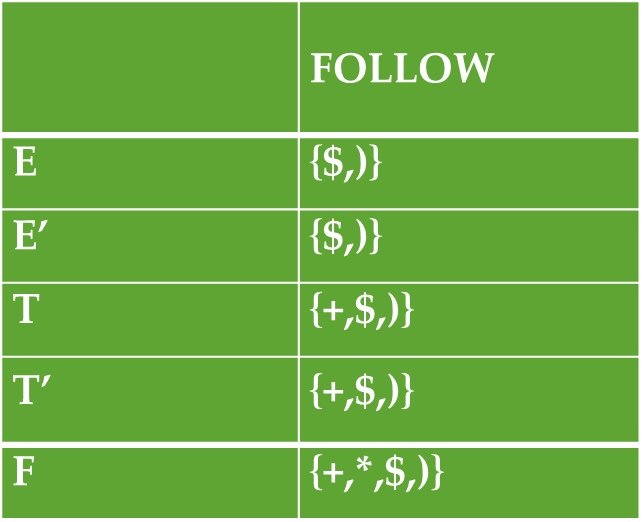 FOLLOW
E {$,)}
E’ {$,)}
T {+,$,)}
T’ {+,$,)}
F {+,*,$,)}